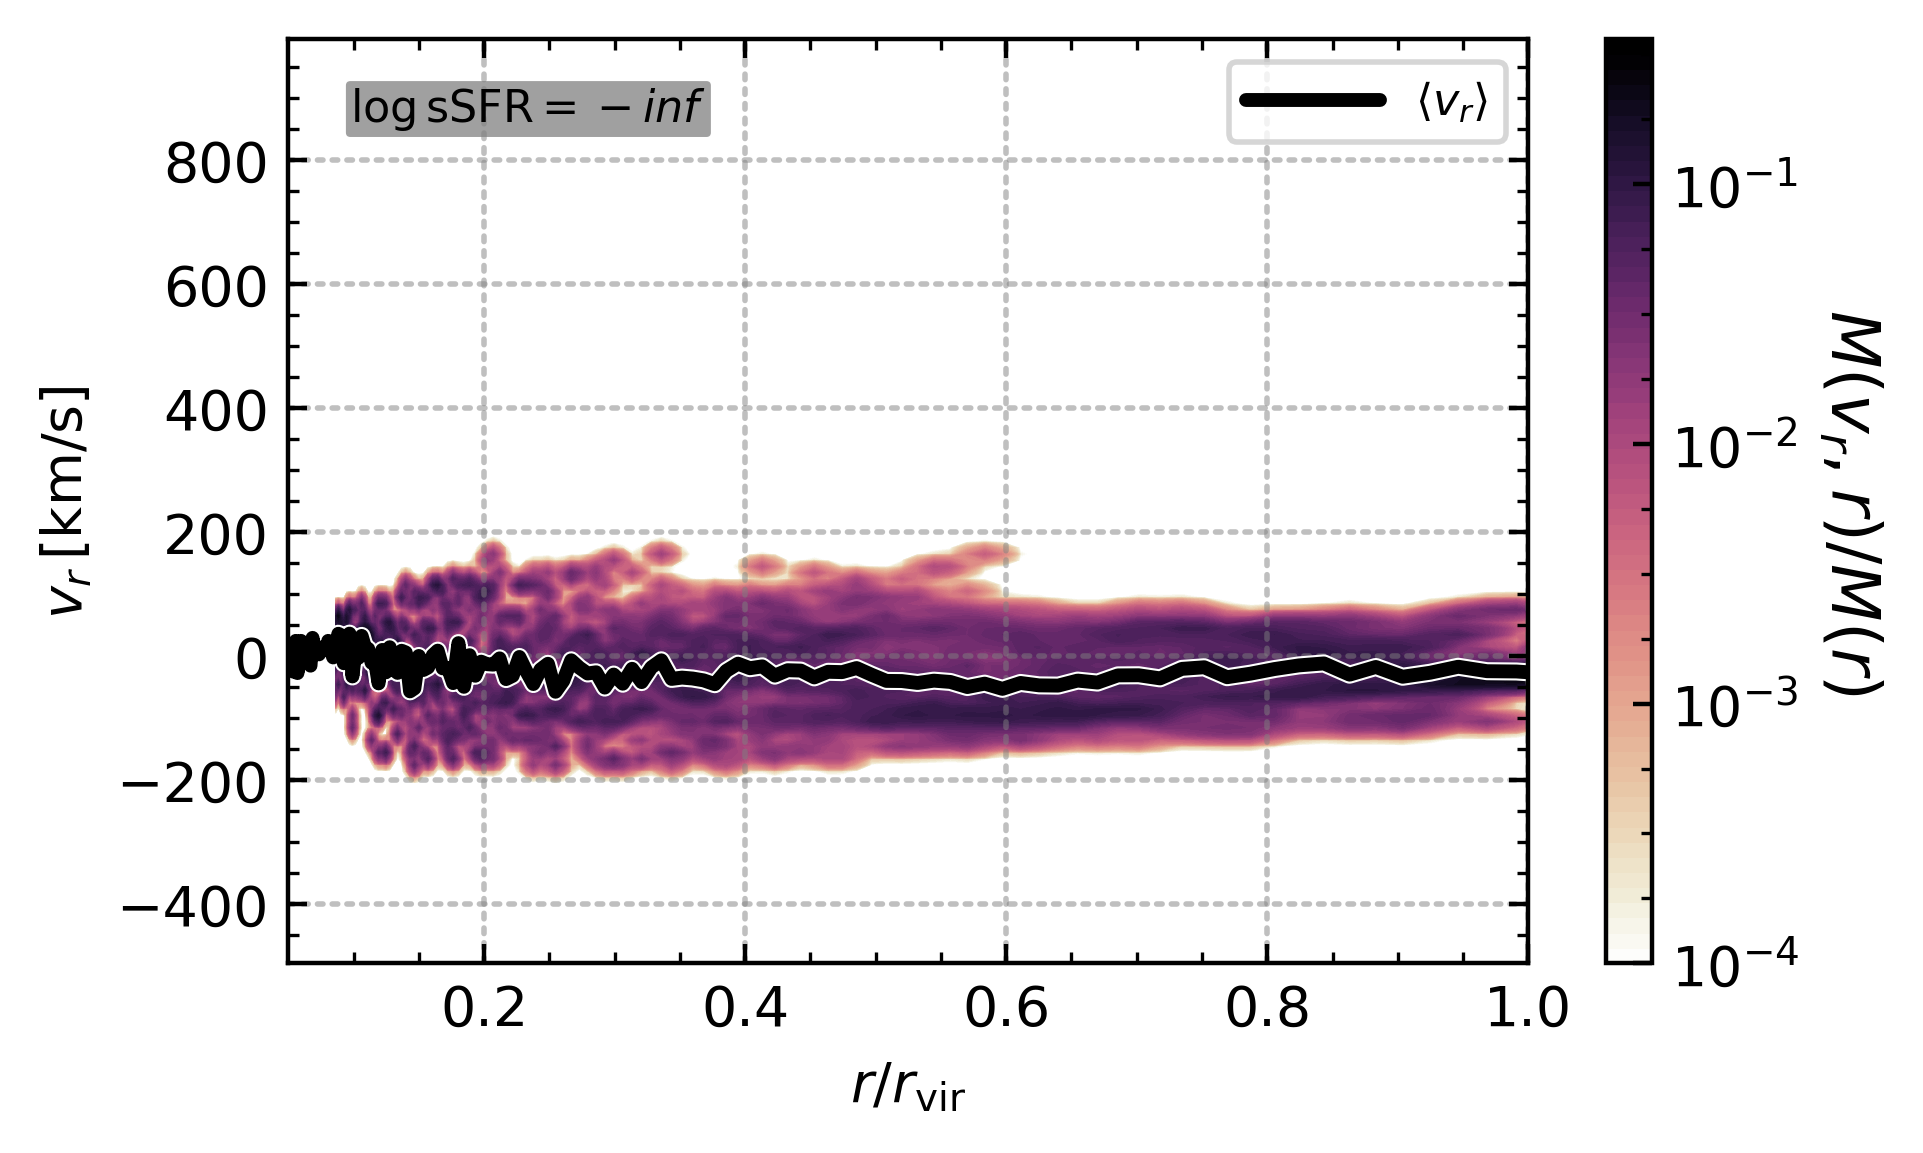 log sSFR = −inf
⟨v_r⟩
800
600
400
200
0
−200
−400
v_r [km/s]
0.2 0.4 0.6 0.8 1.0
r/r_vir
10^−1
10^−2
10^−3
10^−4
M(v_r, r)/M(r)